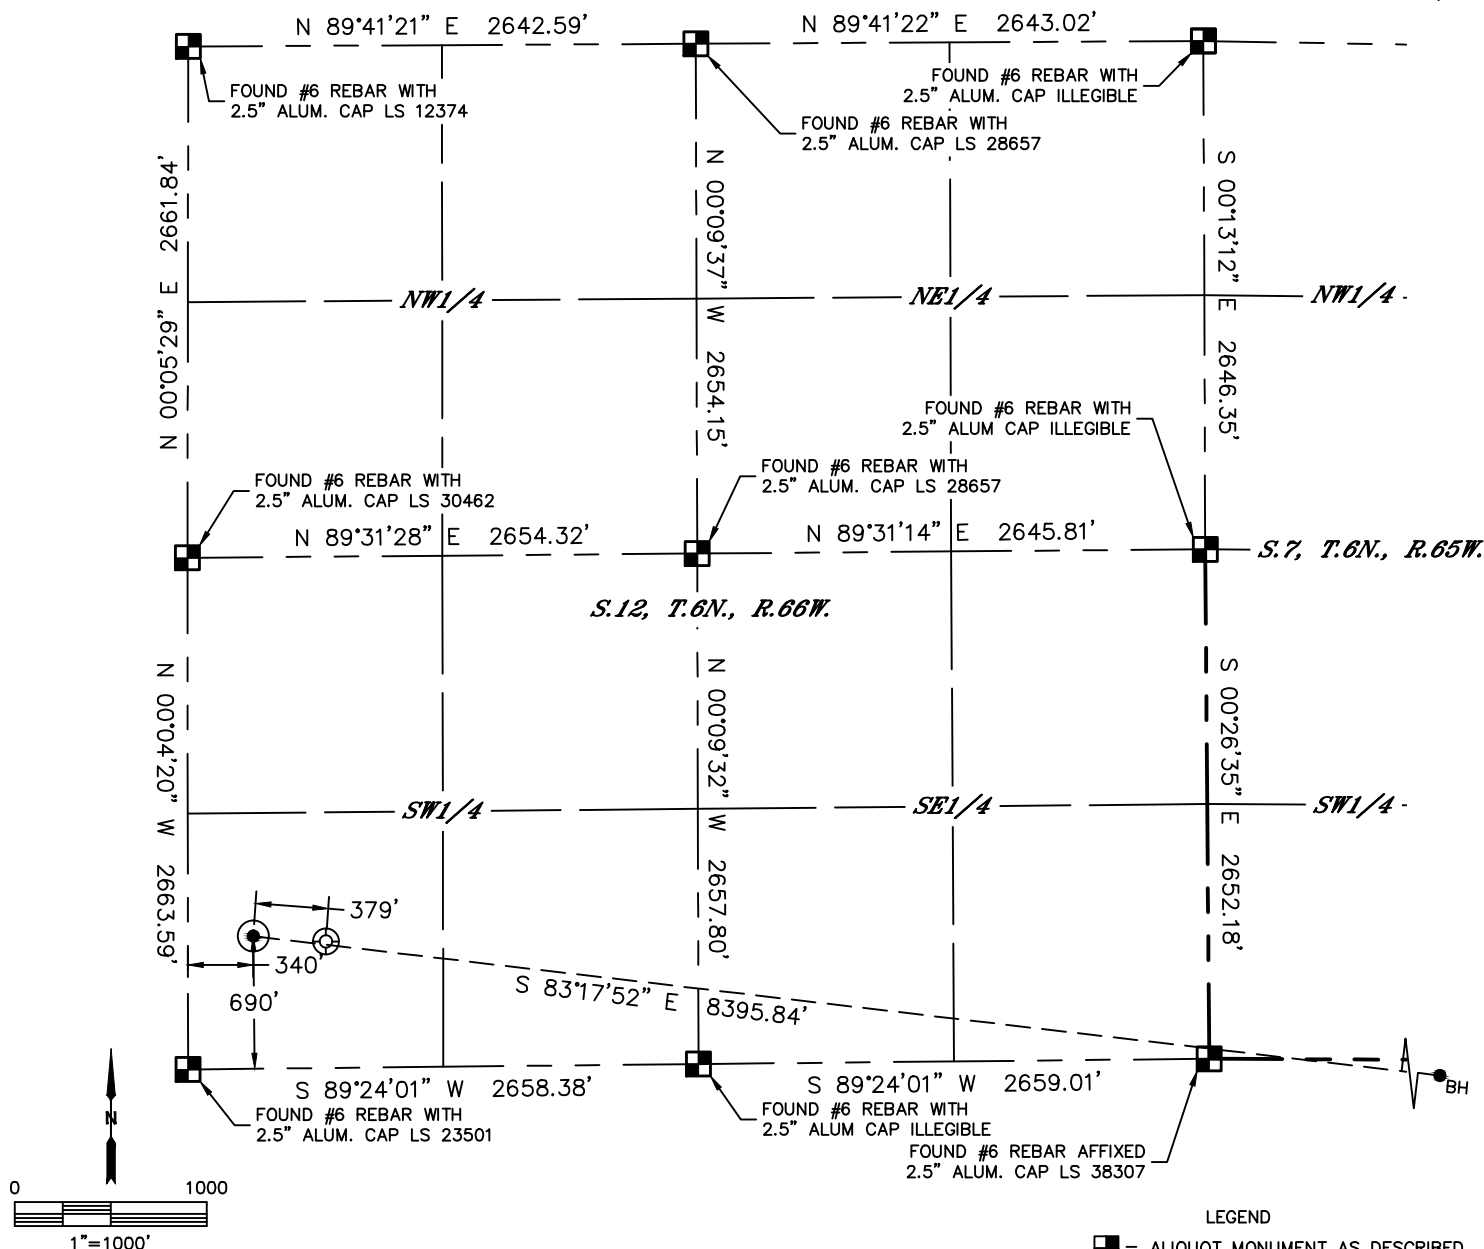 N 89°41'21" E 2642.59'
N 89°41'22" E 2643.02'
FOUND #6 REBAR WITH
2.5" ALUM. CAP LS 12374
FOUND #6 REBAR WITH
2.5" ALUM. CAP LS 28657
FOUND #6 REBAR WITH
2.5" ALUM. CAP ILLEGIBLE
N 00°05'29" E 2661.84'
N 00°09'37" W 2654.15'
S 00°13'12" E 2646.35'
NW1/4
NE1/4
NW1/4
FOUND #6 REBAR WITH
2.5" ALUM CAP ILLEGIBLE
FOUND #6 REBAR WITH
2.5" ALUM. CAP LS 30462
FOUND #6 REBAR WITH
2.5" ALUM. CAP LS 28657
N 89°31'28" E 2654.32'
N 89°31'14" E 2645.81'
S.7, T.6N., R.65W.
S.12, T.6N., R.66W.
N 00°04'20" W 2663.59'
N 00°09'32" W 2657.80'
S 00°26'35" E 2652.18'
SW1/4
SE1/4
SW1/4
379'
340'
690'
S 83°17'52" E 8395.84'
BH
S 89°24'01" W 2658.38'
S 89°24'01" W 2659.01'
FOUND #6 REBAR WITH
2.5" ALUM. CAP LS 23501
FOUND #6 REBAR WITH
2.5" ALUM CAP ILLEGIBLE
FOUND #6 REBAR AFFIXED
2.5" ALUM. CAP LS 38307
N
0 1000
1"=1000'
LEGEND
= ALIQUOT MONUMENT AS DESCRIBED